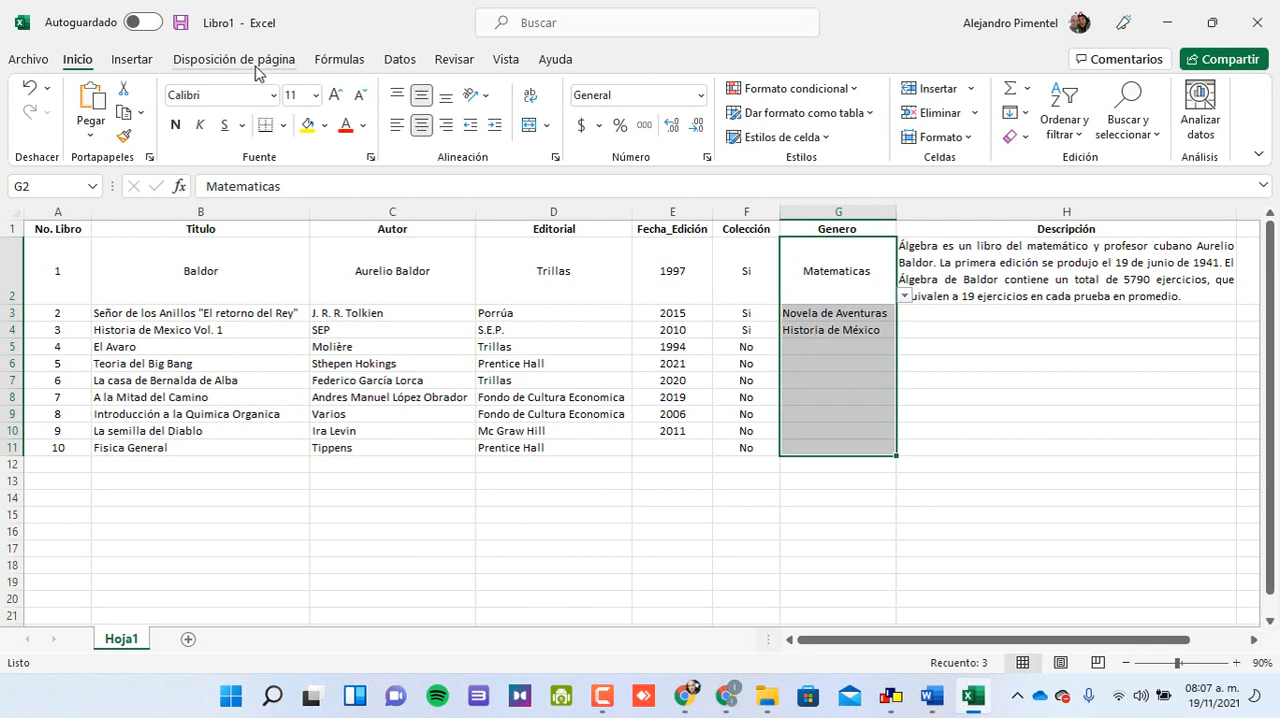 Autoguardado Libro1 - Excel Buscar Alejandro Pimentel
Archivo Inicio Insertar Disposición de página Fórmulas Datos Revisar Vista Ayuda Comentarios Compartir
Calibri 11 General Formato condicional Insertar Σ
Pegar Dar formato como tabla Eliminar Ordenar y filtrar Buscar y seleccionar Analizar datos
N K S $ % 000 Estilos de celda Formato
Deshacer Portapapeles Fuente Alineación Número Estilos Celdas Edición Análisis
G2 fx Matematicas
A B C D E F G H
1 No. Libro Titulo Autor Editorial Fecha_Edición Colección Genero Descripción
2 1 Baldor Aurelio Baldor Trillas 1997 Si Matematicas Álgebra es un libro del matemático y profesor cubano Aurelio
Baldor. La primera edición se produjo el 19 de junio de 1941. El
Álgebra de Baldor contiene un total de 5790 ejercicios, que
quivalen a 19 ejercicios en cada prueba en promedio.
3 2 Señor de los Anillos "El retorno del Rey" J. R. R. Tolkien Porrúa 2015 Si Novela de Aventuras
4 3 Historia de Mexico Vol. 1 SEP S.E.P. 2010 Si Historia de México
5 4 El Avaro Molière Trillas 1994 No
6 5 Teoria del Big Bang Sthepen Hokings Prentice Hall 2021 No
7 6 La casa de Bernalda de Alba Federico García Lorca Trillas 2020 No
8 7 A la Mitad del Camino Andres Manuel López Obrador Fondo de Cultura Economica 2019 No
9 8 Introducción a la Quimica Organica Varios Fondo de Cultura Economica 2006 No
10 9 La semilla del Diablo Ira Levin Mc Graw Hill 2011 No
11 10 Fisica General Tippens Prentice Hall No
12
13
14
15
16
17
18
19
20
21
Hoja1
Listo Recuento: 3 90%
08:07 a. m.
19/11/2021